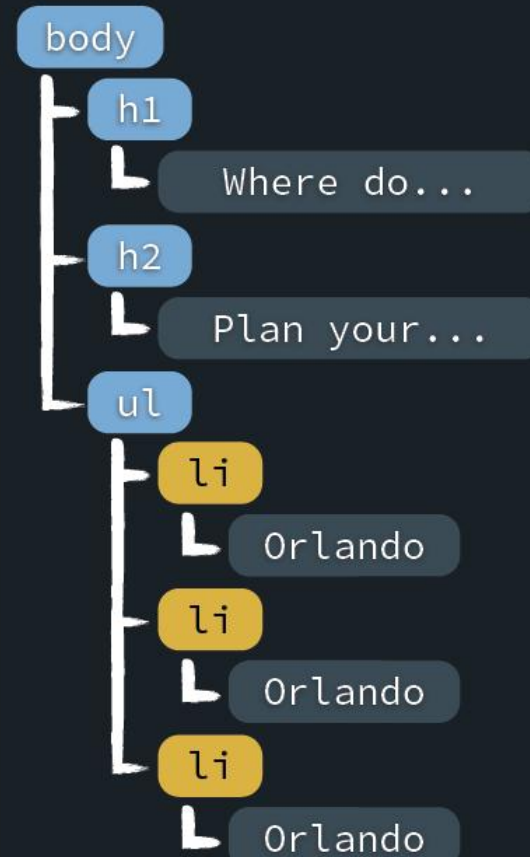 body
h1
Where do...
h2
Plan your...
ul
li
Orlando
li
Orlando
li
Orlando